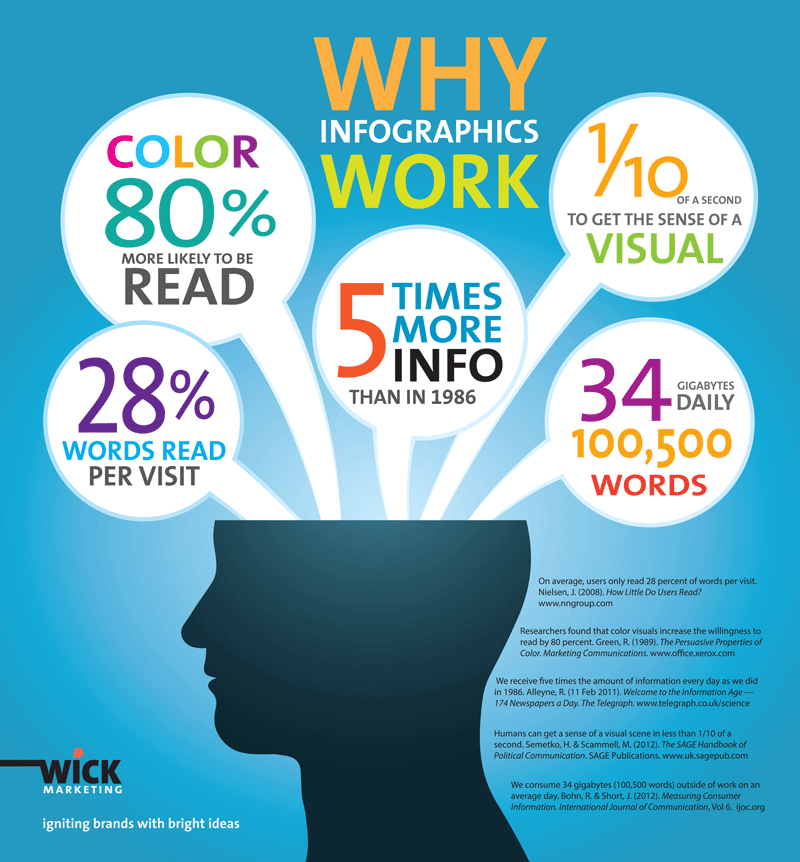 WHY
INFOGRAPHICS
WORK
COLOR
80%
MORE LIKELY TO BE
READ
1/10
OF A SECOND
TO GET THE SENSE OF A
VISUAL
5 TIMES
MORE
INFO
THAN IN 1986
28%
WORDS READ
PER VISIT
34 GIGABYTES
DAILY
100,500
WORDS
On average, users only read 28 percent of words per visit.
Nielsen, J. (2008). How Little Do Users Read?
www.nngroup.com
Researchers found that color visuals increase the willingness to
read by 80 percent. Green, R. (1989). The Persuasive Properties of
Color. Marketing Communications. www.office.xerox.com
We receive five times the amount of information every day as we did
in 1986. Alleyne, R. (11 Feb 2011). Welcome to the Information Age —
174 Newspapers a Day. The Telegraph. www.telegraph.co.uk/science
Humans can get a sense of a visual scene in less than 1/10 of a
second. Semetko, H. & Scammell, M. (2012). The SAGE Handbook of
Political Communication. SAGE Publications. www.uk.sagepub.com
We consume 34 gigabytes (100,500 words) outside of work on an
average day. Bohn, R. & Short, J. (2012). Measuring Consumer
Information. International Journal of Communication, Vol 6. ijoc.org
WiCK
MARKETING
igniting brands with bright ideas